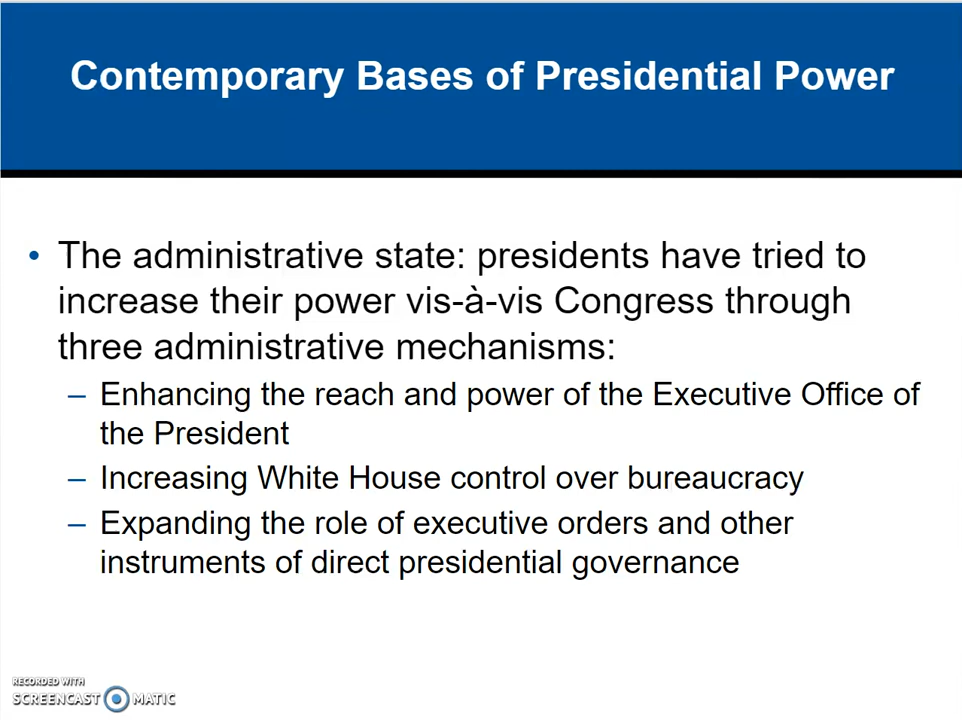 Contemporary Bases of Presidential Power
• The administrative state: presidents have tried to
increase their power vis-à-vis Congress through
three administrative mechanisms:
– Enhancing the reach and power of the Executive Office of
the President
– Increasing White House control over bureaucracy
– Expanding the role of executive orders and other
instruments of direct presidential governance
RECORDED WITH
SCREENCAST MATIC